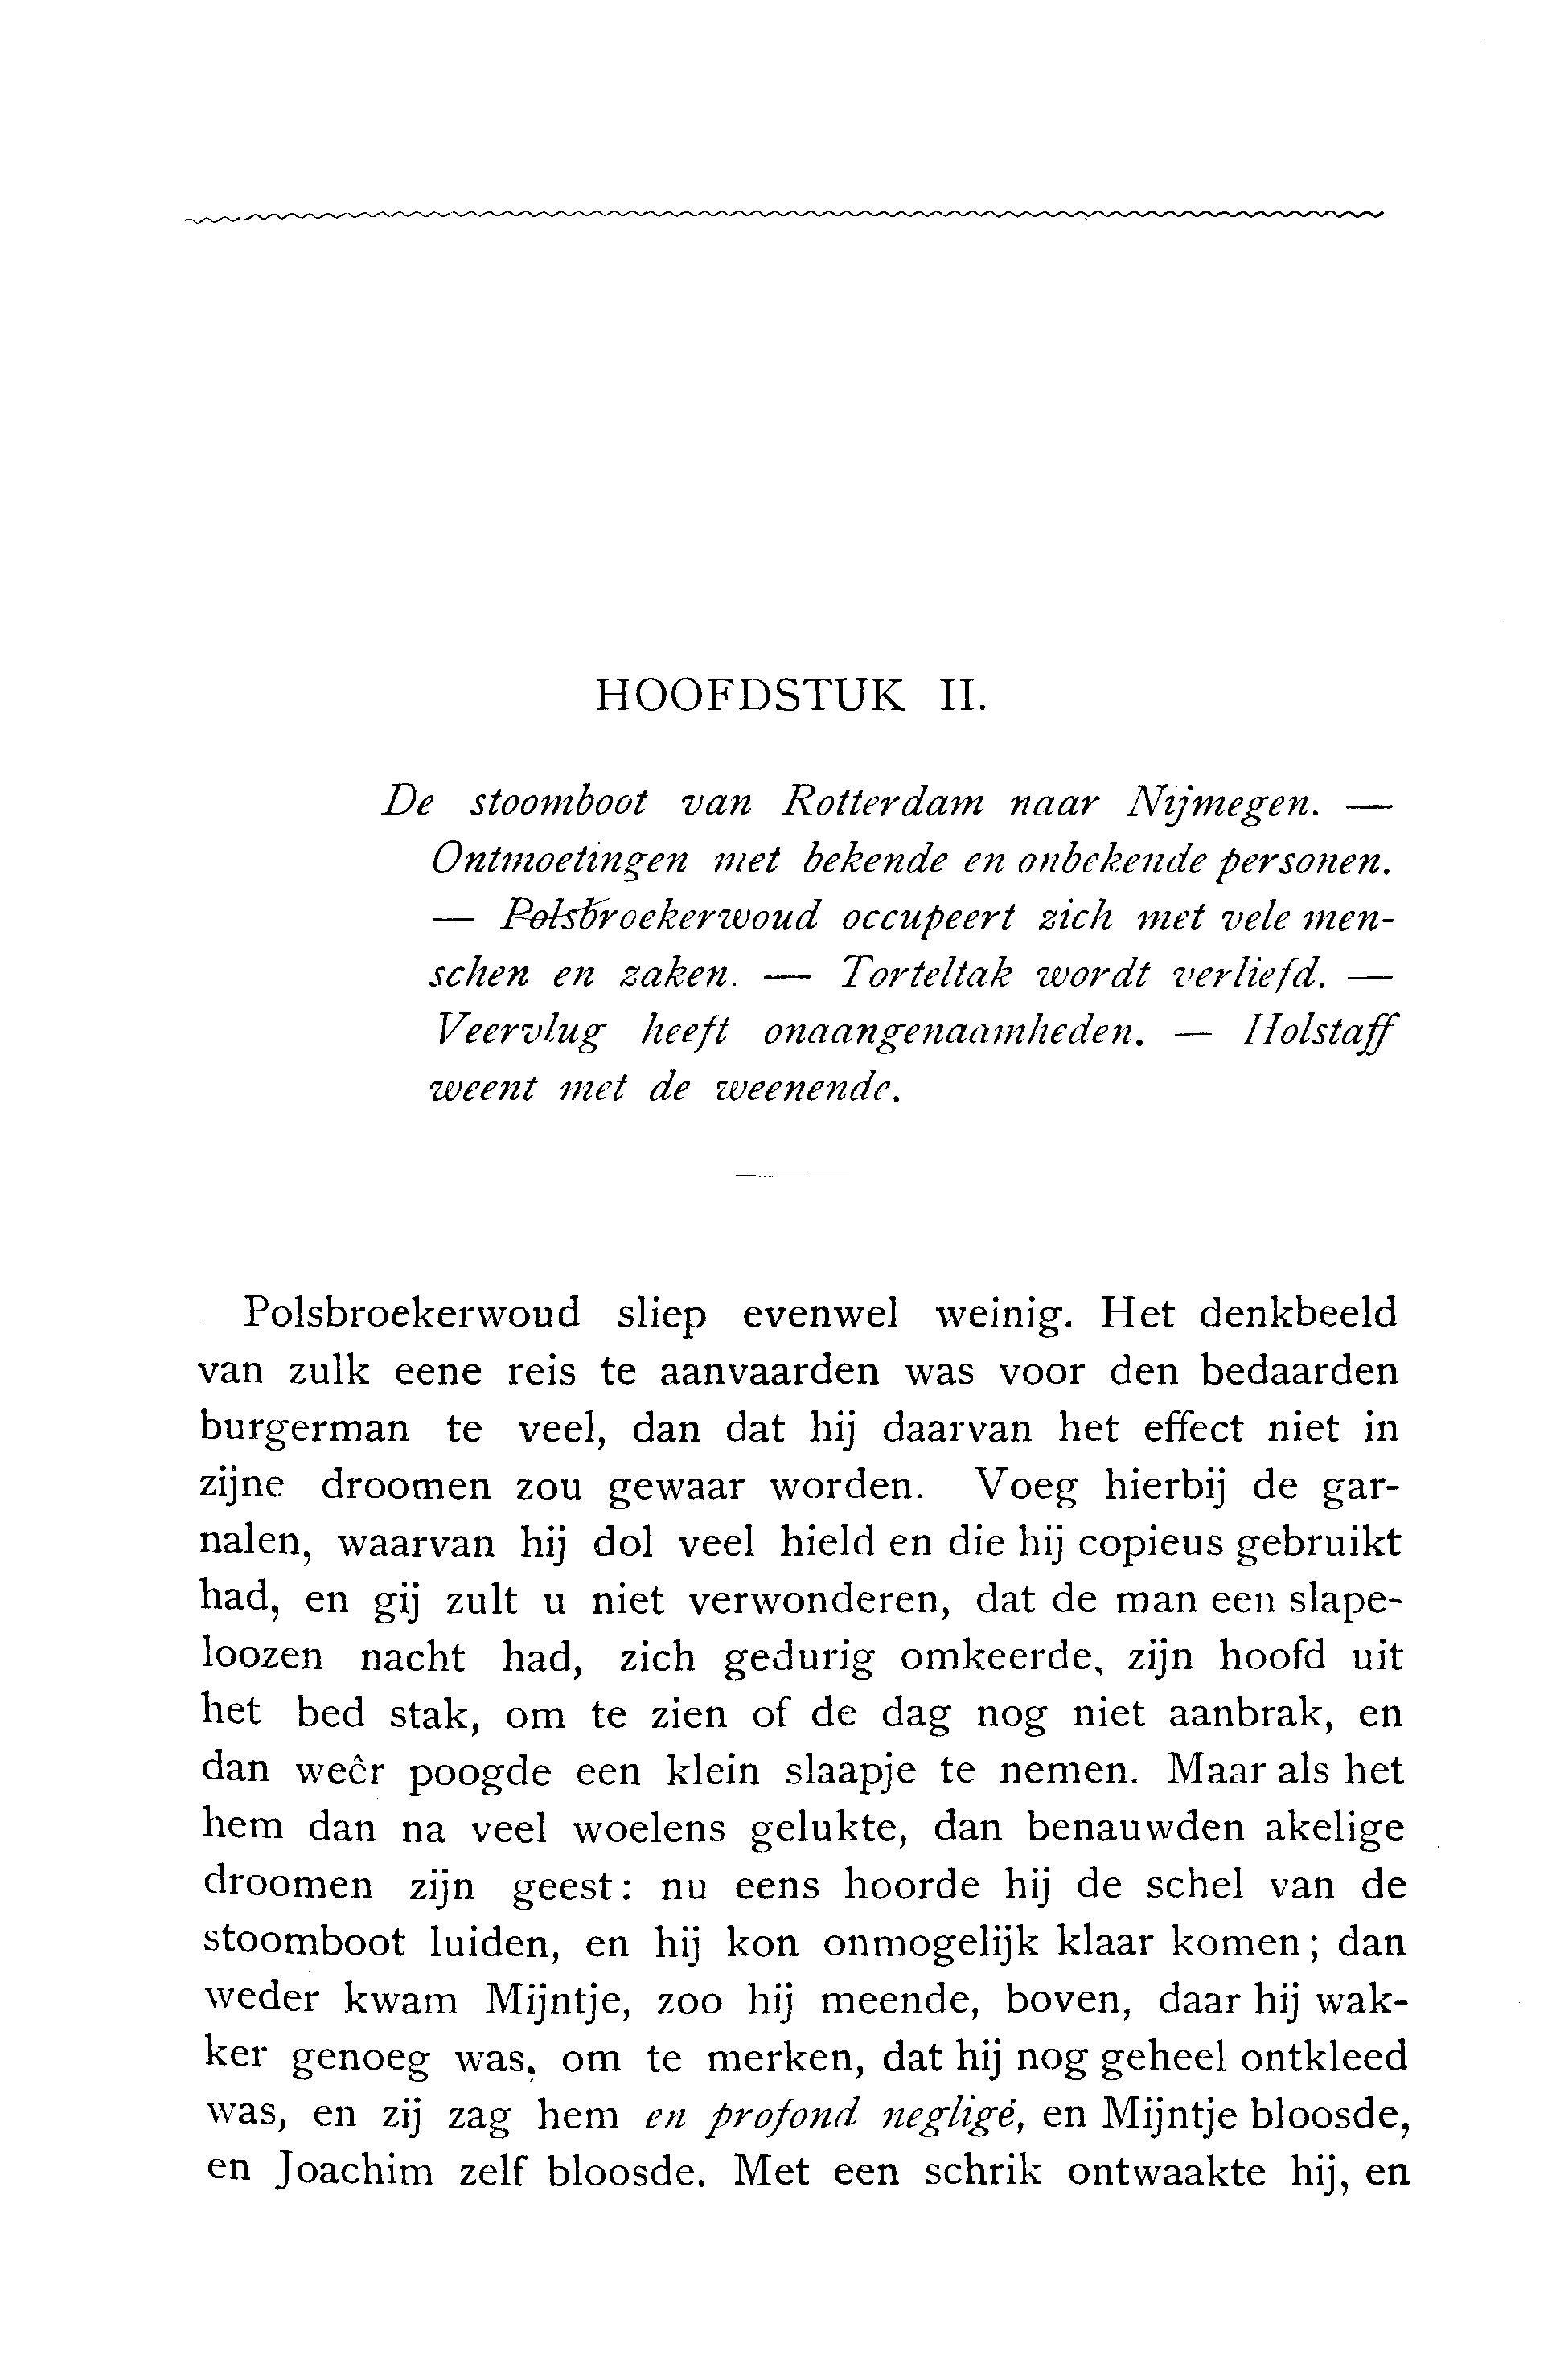 HOOFDSTUK II.
De stoomboot van Rotterdam naar Nijmegen. —
Ontmoetingen met bekende en onbekende personen.
— Polsbroekerwoud occupeert zich met vele men-
schen en zaken. — Torteltak wordt verliefd. —
Veervlug heeft onaangenaamheden. — Holstaff
weent met de weenende.
Polsbroekerwoud sliep evenwel weinig. Het denkbeeld
van zulk eene reis te aanvaarden was voor den bedaarden
burgerman te veel, dan dat hij daarvan het effect niet in
zijne droomen zou gewaar worden. Voeg hierbij de gar-
nalen, waarvan hij dol veel hield en die hij copieus gebruikt
had, en gij zult u niet verwonderen, dat de man een slape-
loozen nacht had, zich gedurig omkeerde, zijn hoofd uit
het bed stak, om te zien of de dag nog niet aanbrak, en
dan weêr poogde een klein slaapje te nemen. Maar als het
hem dan na veel woelens gelukte, dan benauwden akelige
droomen zijn geest: nu eens hoorde hij de schel van de
stoomboot luiden, en hij kon onmogelijk klaar komen; dan
weder kwam Mijntje, zoo hij meende, boven, daar hij wak-
ker genoeg was, om te merken, dat hij nog geheel ontkleed
was, en zij zag hem en profond negligé, en Mijntje bloosde,
en Joachim zelf bloosde. Met een schrik ontwaakte hij, en